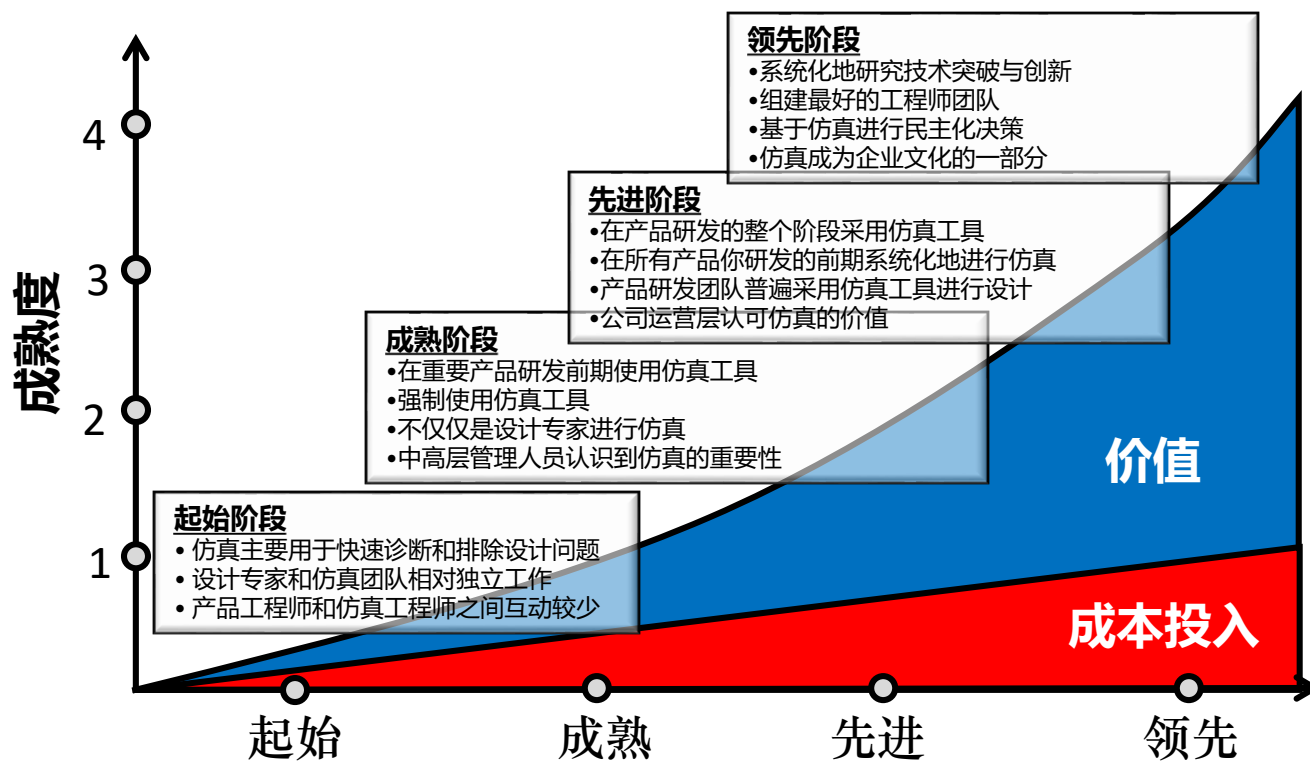 领先阶段
•系统化地研究技术突破与创新
•组建最好的工程师团队
•基于仿真进行民主化决策
•仿真成为企业文化的一部分
先进阶段
•在产品研发的整个阶段采用仿真工具
•在所有产品你研发的前期系统化地进行仿真
•产品研发团队普遍采用仿真工具进行设计
•公司运营层认可仿真的价值
成熟阶段
•在重要产品研发前期使用仿真工具
•强制使用仿真工具
•不仅仅是设计专家进行仿真
•中高层管理人员认识到仿真的重要性
起始阶段
• 仿真主要用于快速诊断和排除设计问题
• 设计专家和仿真团队相对独立工作
• 产品工程师和仿真工程师之间互动较少
成熟度
4
3
2
1
价值
成本投入
起始
成熟
先进
领先